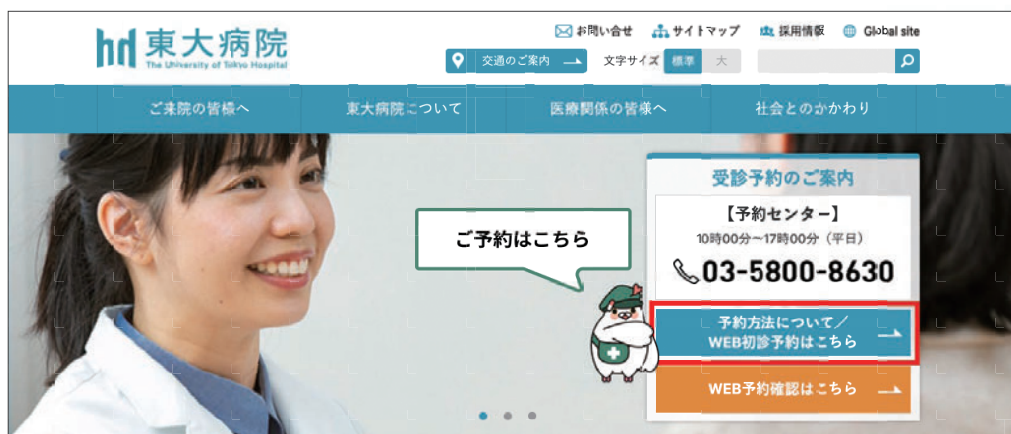 お問い合せ
サイトマップ
採用情報
Global site
hd 東大病院
The University of Tokyo Hospital
交通のご案内
文字サイズ 標準 大
ご来院の皆様へ
東大病院について
医療関係の皆様へ
社会とのかかわり
受診予約のご案内
【予約センター】
10時00分~17時00分(平日)
03-5800-8630
ご予約はこちら
予約方法について/
WEB初診予約はこちら
WEB予約確認はこちら